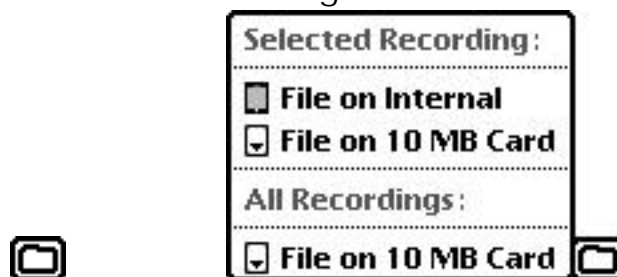 Selected Recording:
File on Internal
File on 10 MB Card
All Recordings:
File on 10 MB Card